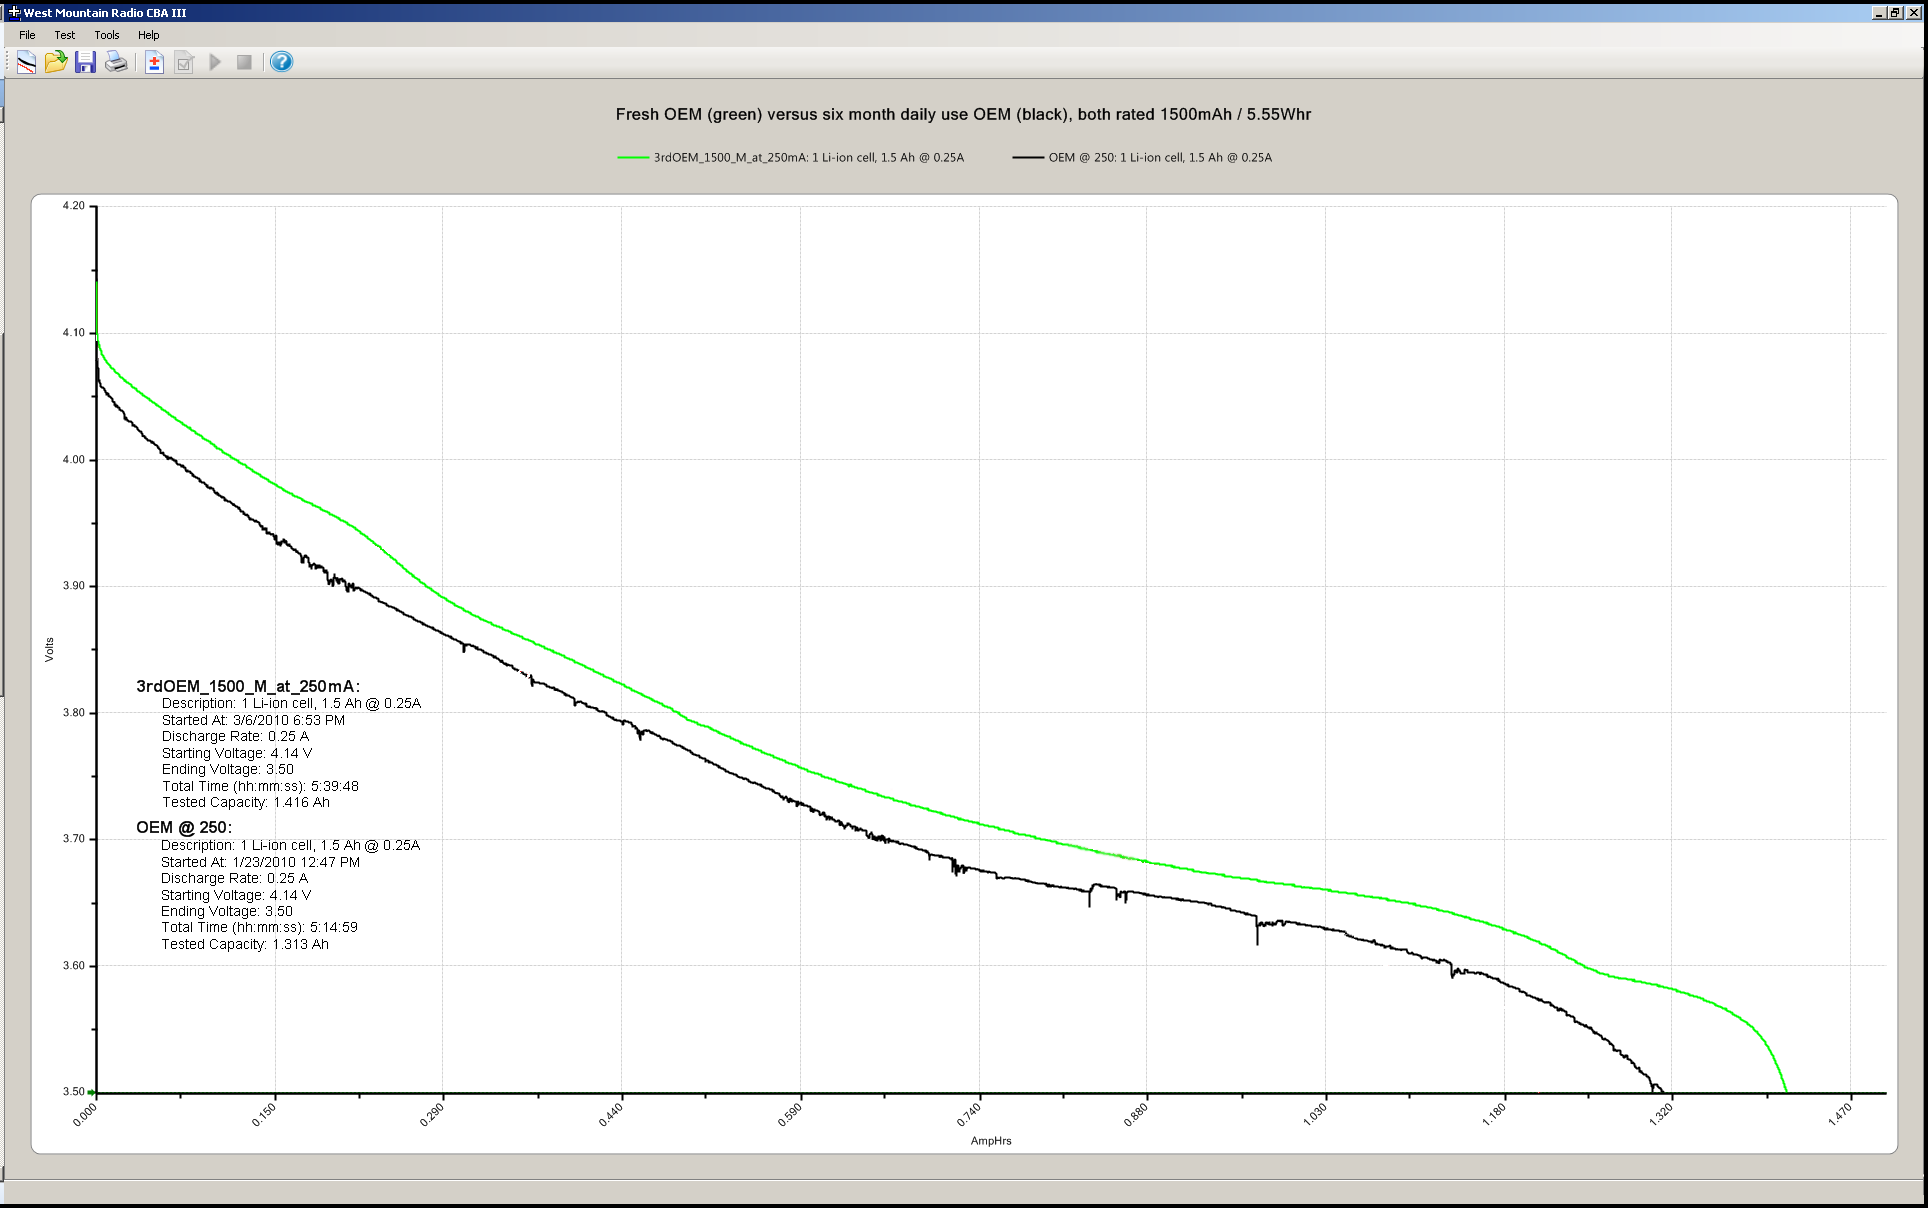 West Mountain Radio CBA III
File Test Tools Help
Fresh OEM (green) versus six month daily use OEM (black), both rated 1500mAh / 5.55Whr
3rdOEM_1500_M_at_250mA: 1 Li-ion cell, 1.5 Ah @ 0.25A OEM @ 250: 1 Li-ion cell, 1.5 Ah @ 0.25A
4.20
4.10
4.00
3.90
3.80
3.70
3.60
3.50
Volts
3rdOEM_1500_M_at_250mA:
Description: 1 Li-ion cell, 1.5 Ah @ 0.25A
Started At: 3/6/2010 6:53 PM
Discharge Rate: 0.25 A
Starting Voltage: 4.14 V
Ending Voltage: 3.50
Total Time (hh:mm:ss): 5:39:48
Tested Capacity: 1.416 Ah
OEM @ 250:
Description: 1 Li-ion cell, 1.5 Ah @ 0.25A
Started At: 1/23/2010 12:47 PM
Discharge Rate: 0.25 A
Starting Voltage: 4.14 V
Ending Voltage: 3.50
Total Time (hh:mm:ss): 5:14:59
Tested Capacity: 1.313 Ah
0.000 0.150 0.290 0.440 0.590 0.740 0.880 1.030 1.180 1.320 1.470
AmpHrs